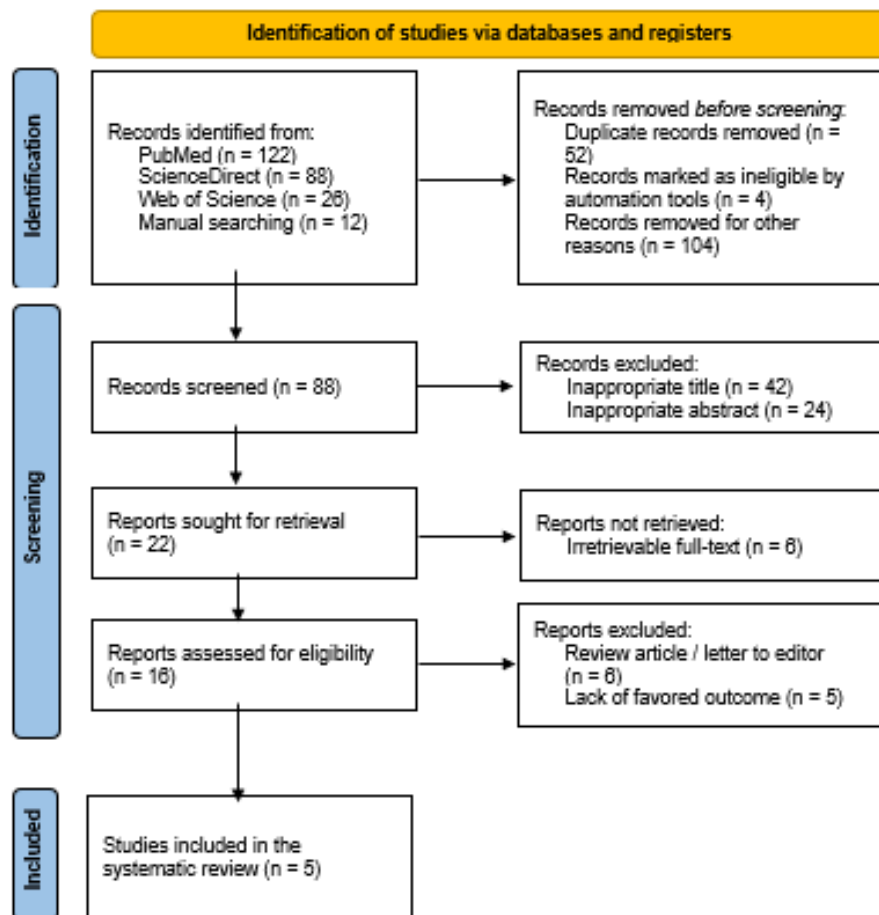 Identification of studies via databases and registers
Identification
Records identified from:
PubMed (n = 122)
ScienceDirect (n = 88)
Web of Science (n = 26)
Manual searching (n = 12)
Records removed before screening:
Duplicate records removed (n =
52)
Records marked as ineligible by
automation tools (n = 4)
Records removed for other
reasons (n = 104)
Screening
Records screened (n = 88)
Records excluded:
Inappropriate title (n = 42)
Inappropriate abstract (n = 24)
Reports sought for retrieval
(n = 22)
Reports not retrieved:
Irretrievable full-text (n = 6)
Reports assessed for eligibility
(n = 16)
Reports excluded:
Review article / letter to editor
(n = 6)
Lack of favored outcome (n = 5)
Included
Studies included in the
systematic review (n = 5)